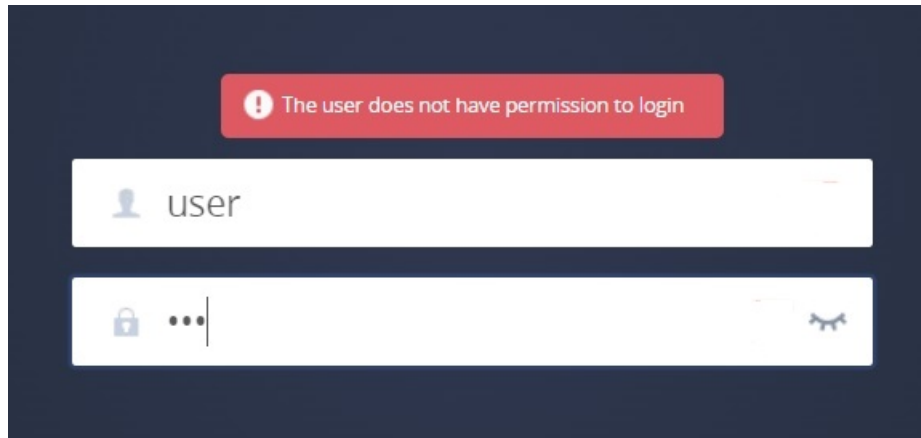 The user does not have permission to login
user
•••